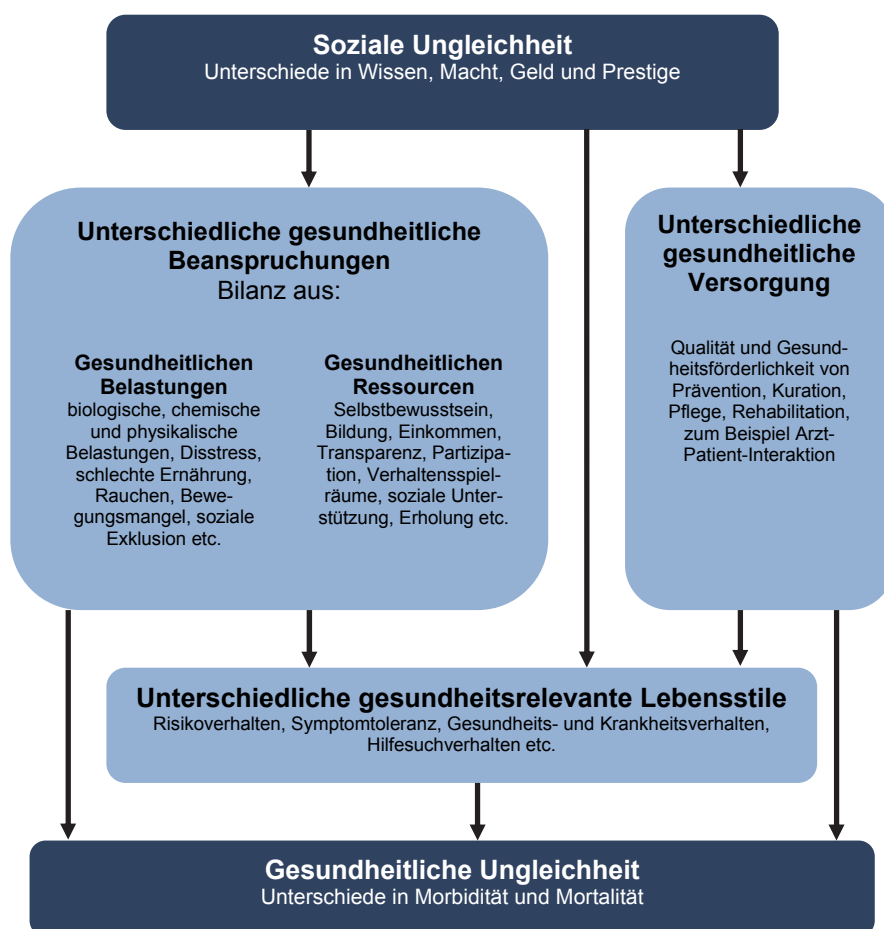 Soziale Ungleichheit
Unterschiede in Wissen, Macht, Geld und Prestige
Unterschiedliche gesundheitliche
Beanspruchungen
Bilanz aus:
Gesundheitlichen
Belastungen
biologische, chemische
und physikalische
Belastungen, Disstress,
schlechte Ernährung,
Rauchen, Bewe-
gungsmangel, soziale
Exklusion etc.
Gesundheitlichen
Ressourcen
Selbstbewusstsein,
Bildung, Einkommen,
Transparenz, Partizipa-
tion, Verhaltensspiel-
räume, soziale Unter-
stützung, Erholung etc.
Unterschiedliche
gesundheitliche
Versorgung
Qualität und Gesund-
heitsförderlichkeit von
Prävention, Kuration,
Pflege, Rehabilitation,
zum Beispiel Arzt-
Patient-Interaktion
Unterschiedliche gesundheitsrelevante Lebensstile
Risikoverhalten, Symptomtoleranz, Gesundheits- und Krankheitsverhalten,
Hilfesuchverhalten etc.
Gesundheitliche Ungleichheit
Unterschiede in Morbidität und Mortalität